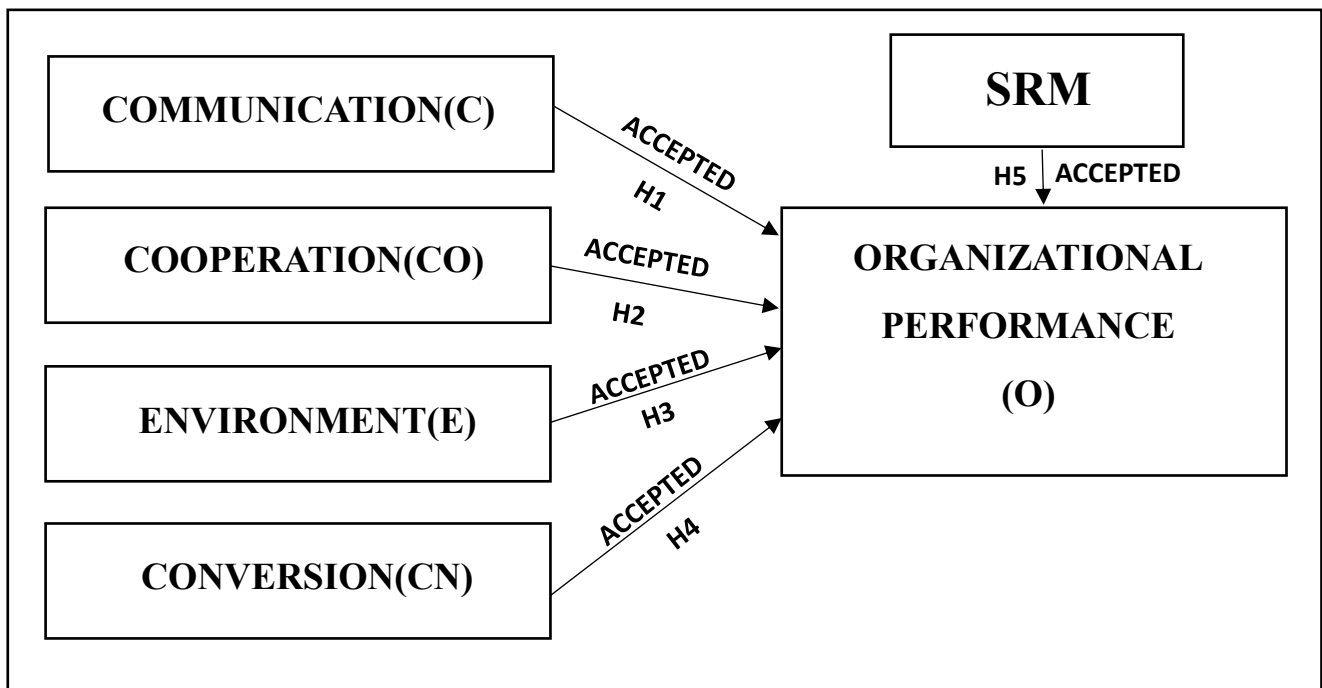 COMMUNICATION(C)
ACCEPTED
H1
COOPERATION(CO)
ACCEPTED
H2
ENVIRONMENT(E)
ACCEPTED
H3
CONVERSION(CN)
ACCEPTED
H4
SRM
H5 ACCEPTED
ORGANIZATIONAL
PERFORMANCE
(O)